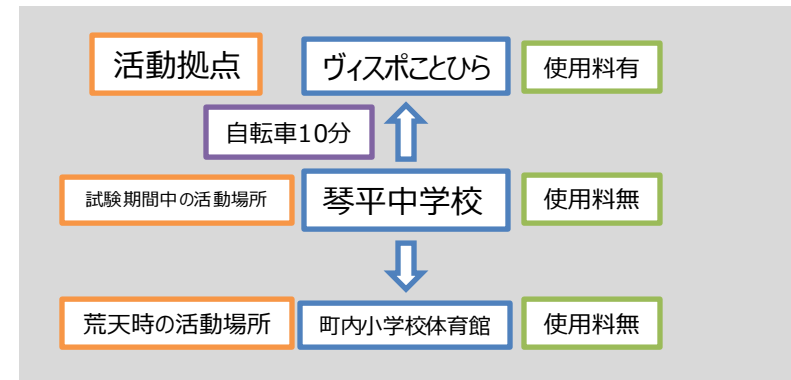 活動拠点
ヴィスポことひら
使用料有
自転車10分
試験期間中の活動場所
琴平中学校
使用料無
荒天時の活動場所
町内小学校体育館
使用料無